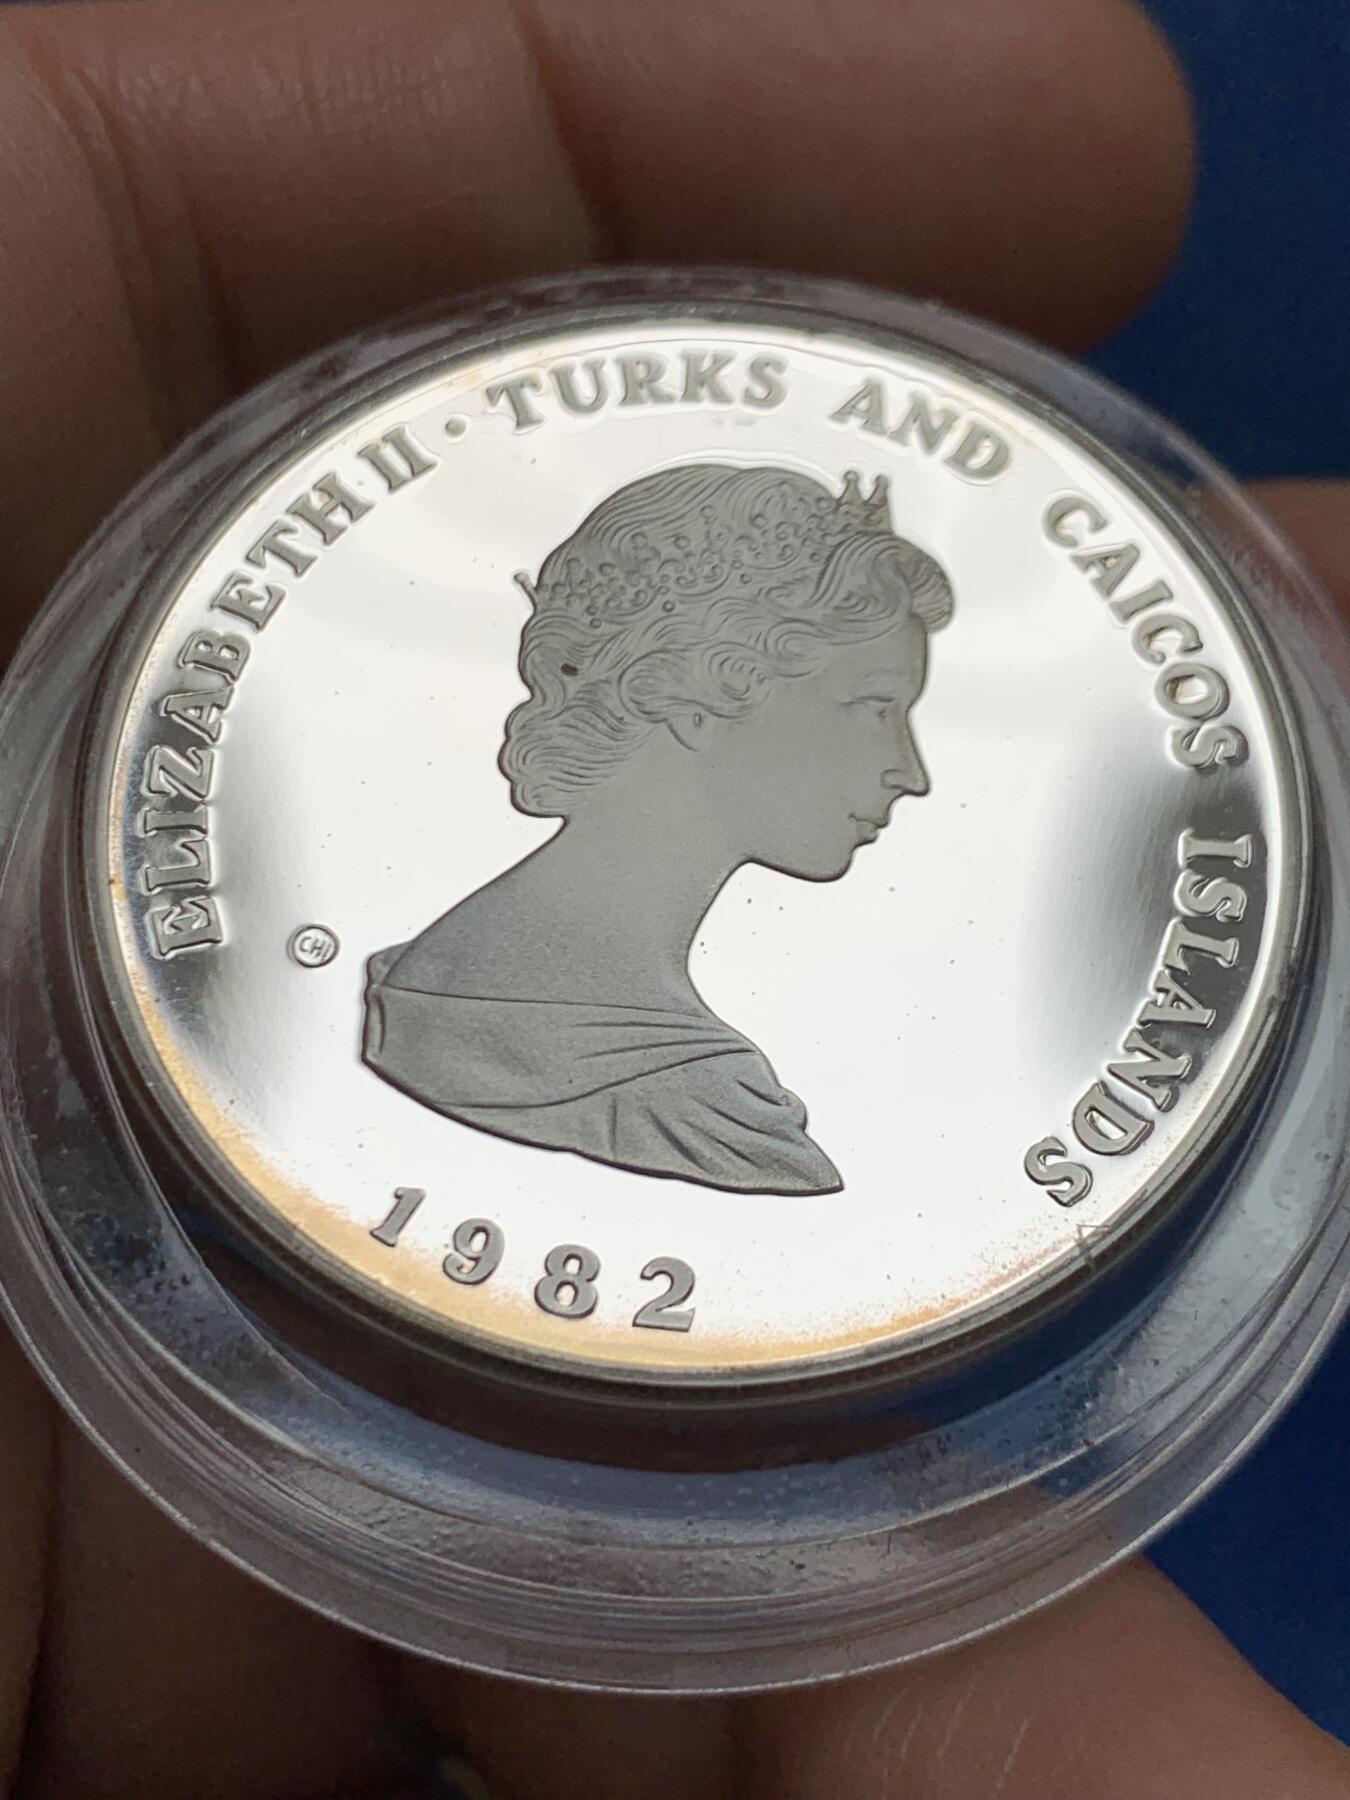 ELIZABETH II · TURKS AND CAICOS ISLANDS
CHI
1982